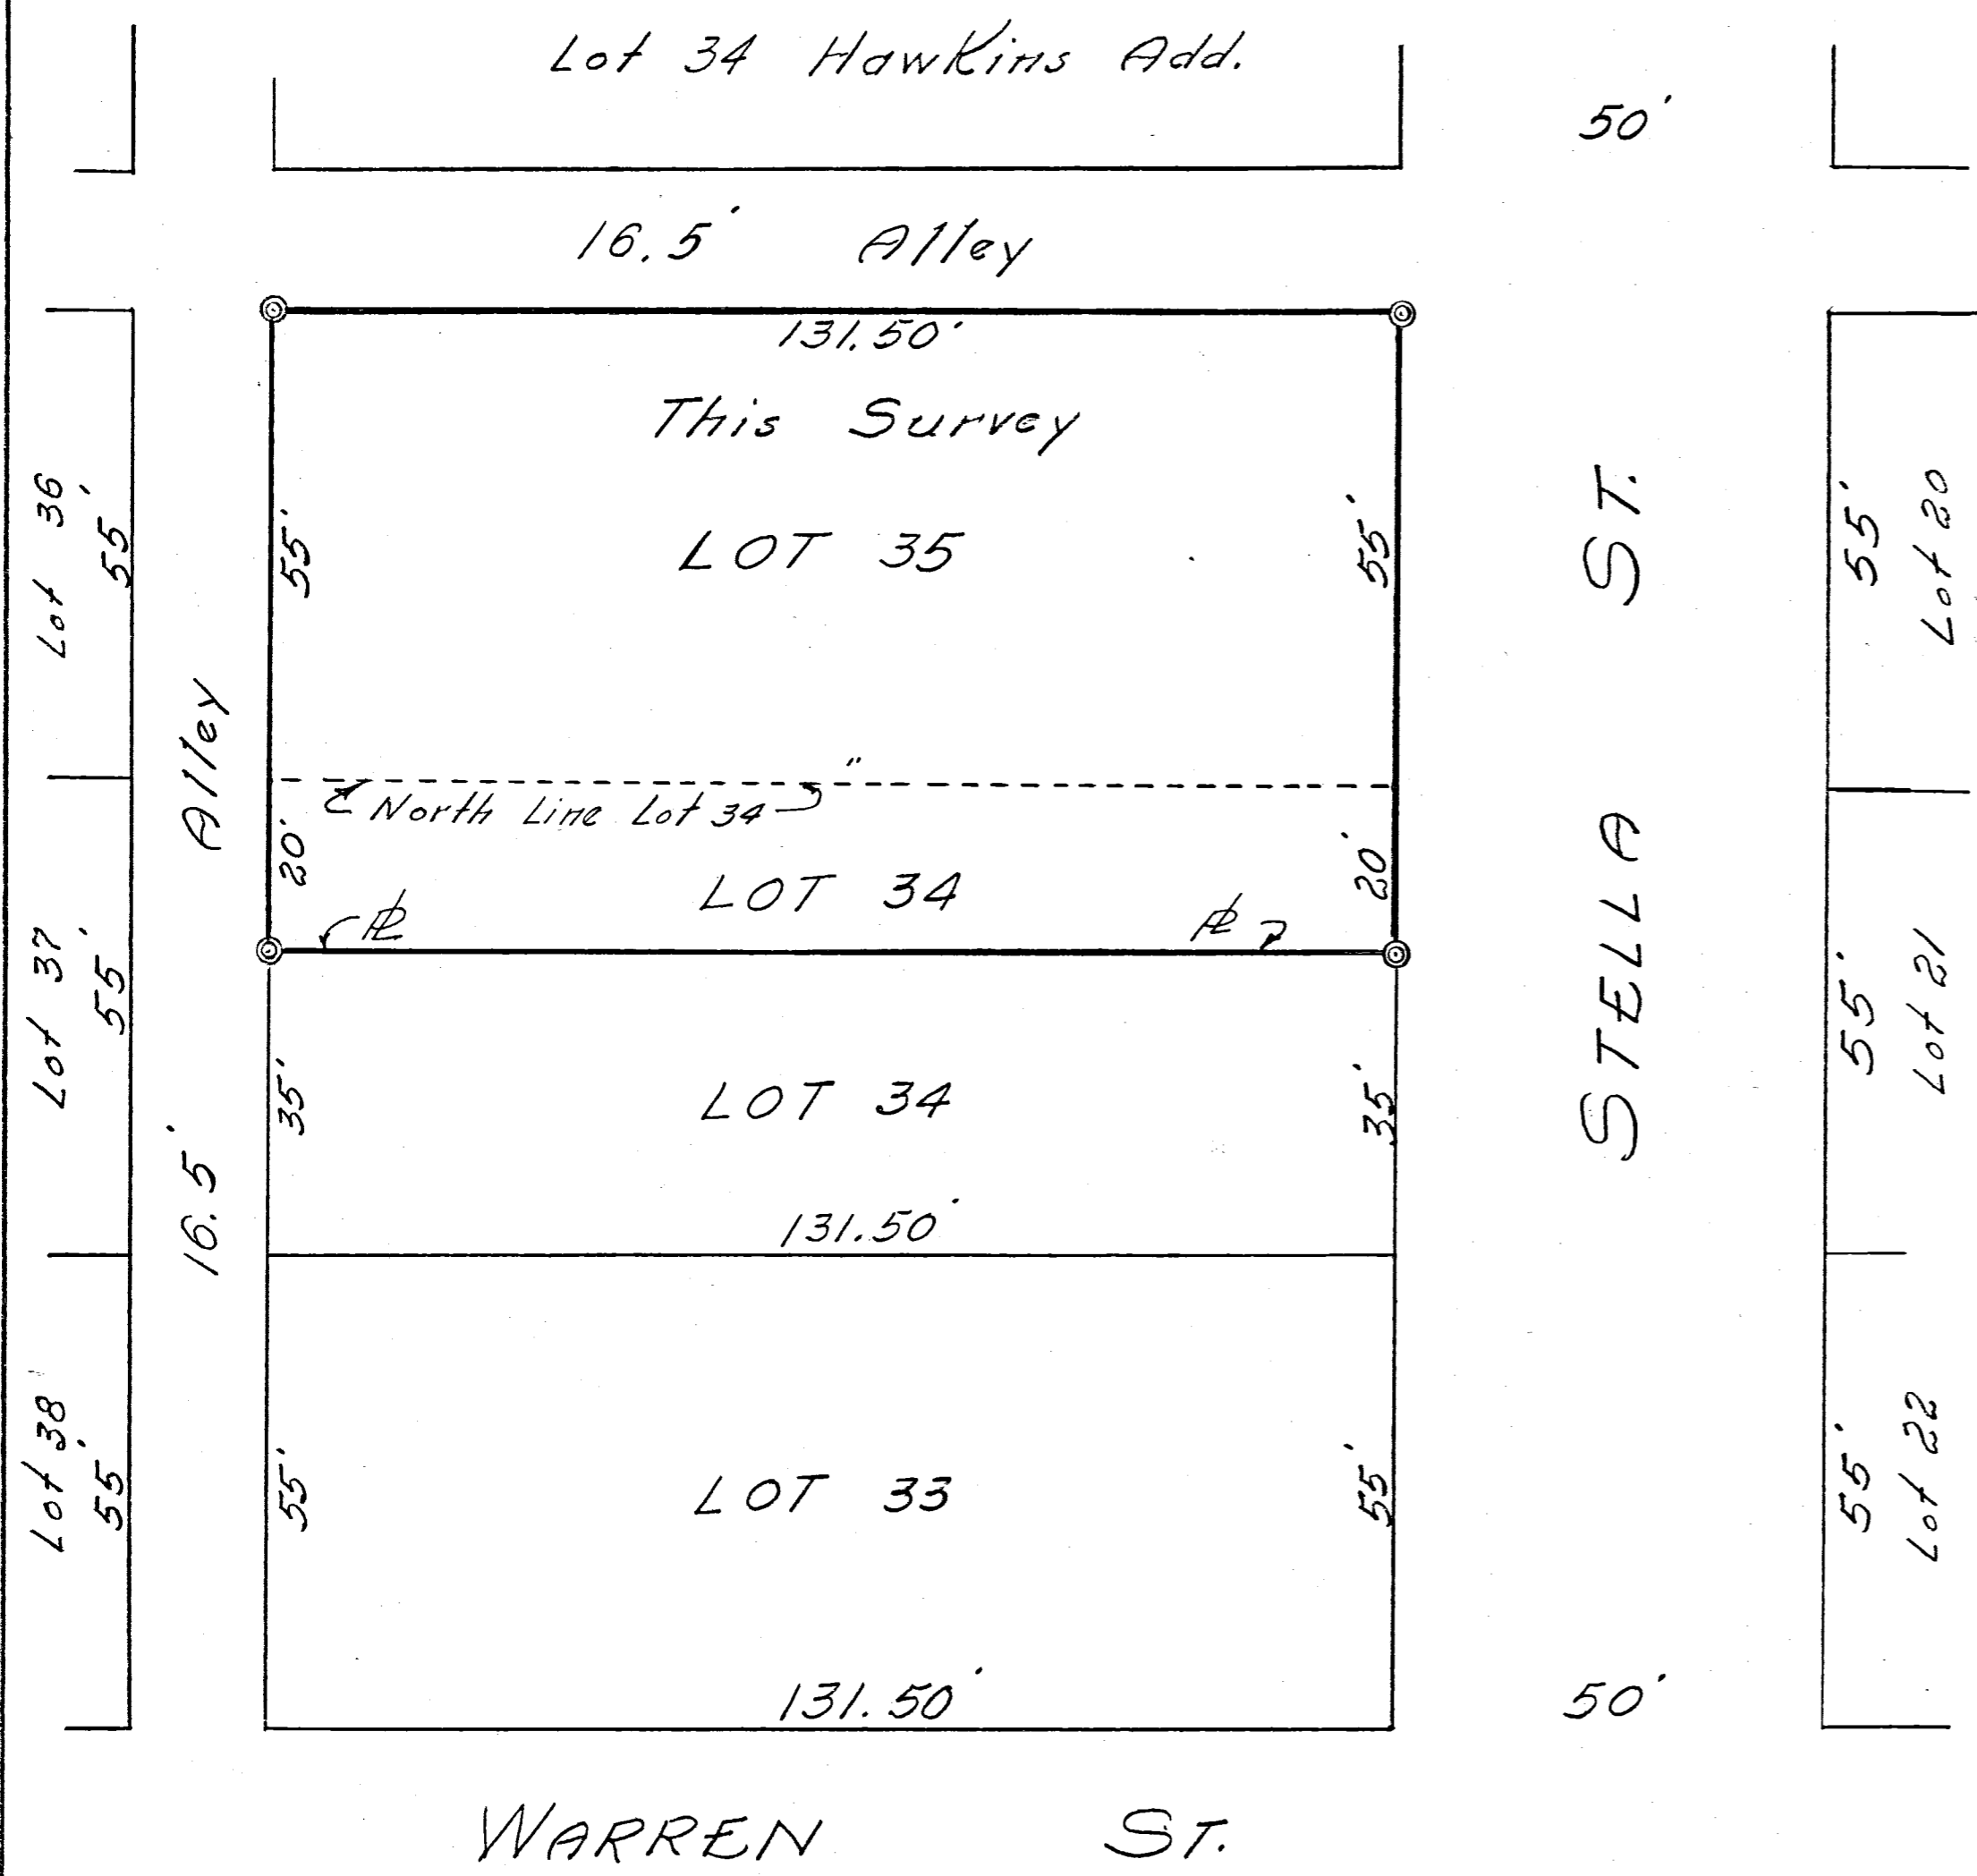 Lot 34 Hawkins Add.
50'
16.5' Alley
131.50'
This Survey
LOT 35
55'
55'
Lot 36
55'
Alley
16.5'
"
North Line Lot 34
20'
20'
LOT 34
PL
PL
Lot 37
55'
35'
35'
LOT 34
131.50'
Lot 38
55'
55'
55'
LOT 33
131.50'
STELLA ST.
50'
55'
Lot 20
55'
Lot 21
55'
Lot 22
WARREN ST.